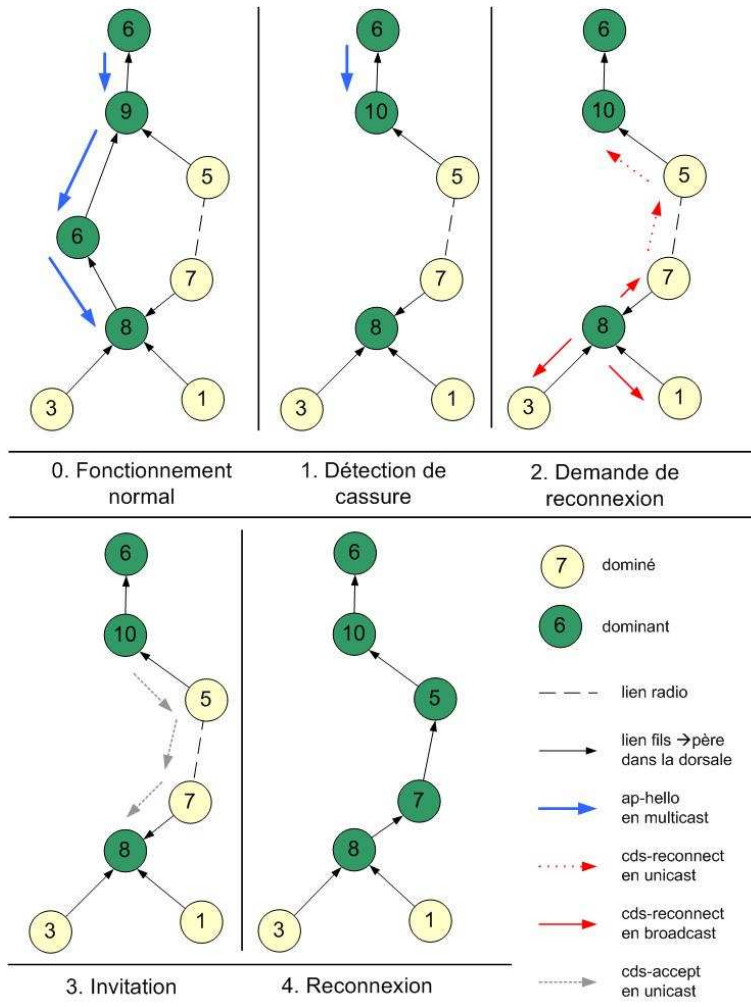 6
9
5
6
7
8
3
1
6
10
5
7
8
3
1
6
10
5
7
8
3
1
0. Fonctionnement
normal
1. Détection de
cassure
2. Demande de
reconnexion
6
10
5
7
8
3
1
6
10
5
7
8
3
1
7
dominé
6
dominant
lien radio
lien fils →père
dans la dorsale
ap-hello
en multicast
cds-reconnect
en unicast
cds-reconnect
en broadcast
cds-accept
en unicast
3. Invitation
4. Reconnexion